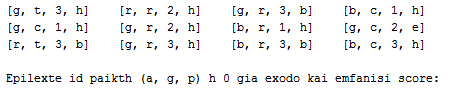 [g, t, 3, h] [r, r, 2, h] [g, r, 3, b] [b, c, 1, h]
[g, c, 1, h] [g, r, 2, h] [b, r, 1, h] [g, c, 2, e]
[r, t, 3, b] [g, r, 3, h] [b, r, 3, b] [b, c, 3, h]
Epilexte id paikth (a, g, p) h 0 gia exodo kai emfanisi score: